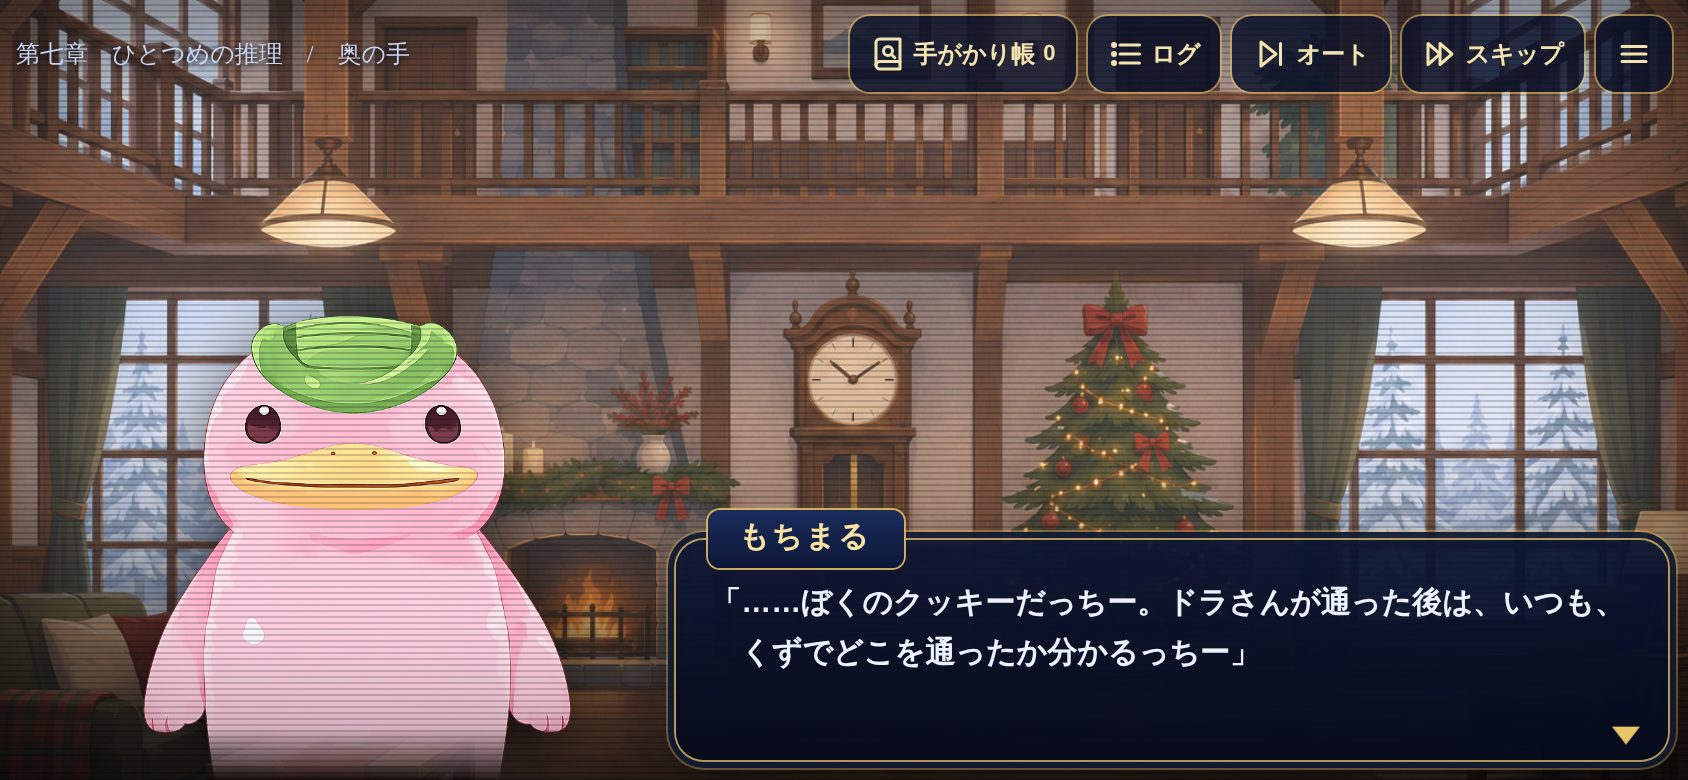 第七章　ひとつめの推理　/　奥の手
手がかり帳 0
ログ
オート
スキップ
もちまる
「……ぼくのクッキーだっちー。ドラさんが通った後は、いつも、
くずでどこを通ったか分かるっちー」